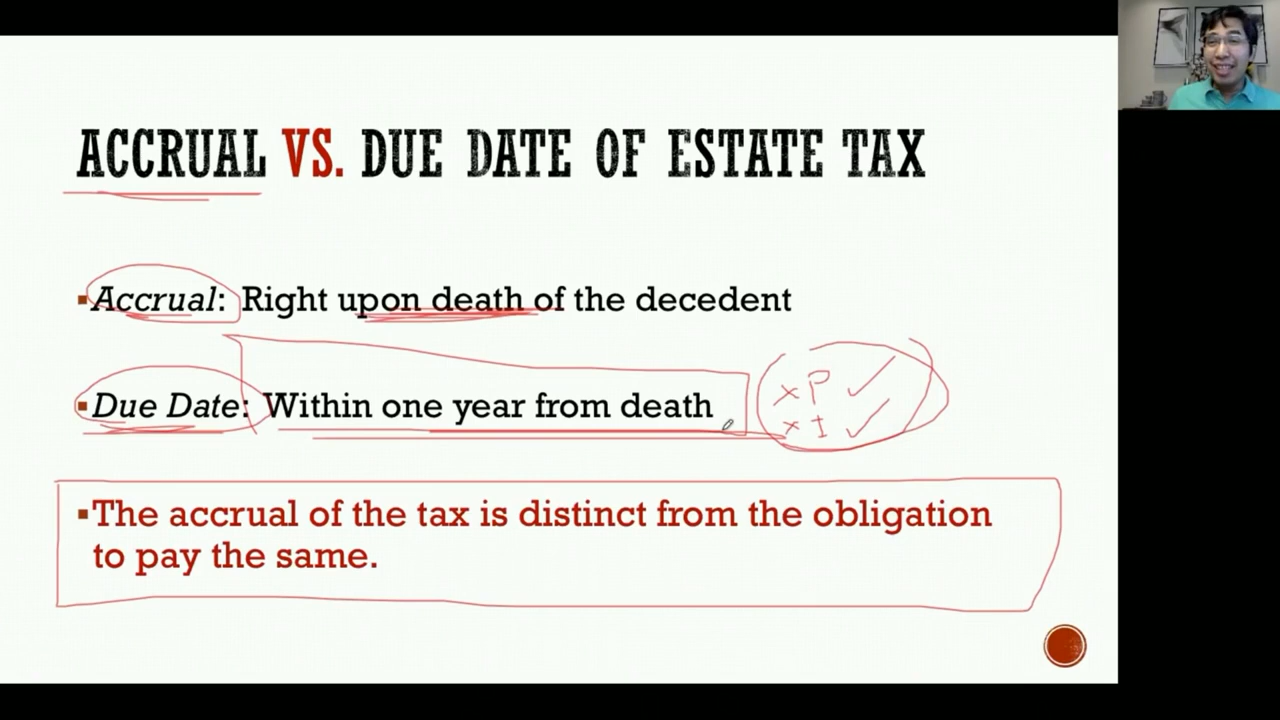 ACCRUAL VS. DUE DATE OF ESTATE TAX
▪Accrual: Right upon death of the decedent
▪Due Date: Within one year from death
x P ✓
x I ✓
▪The accrual of the tax is distinct from the obligation
to pay the same.